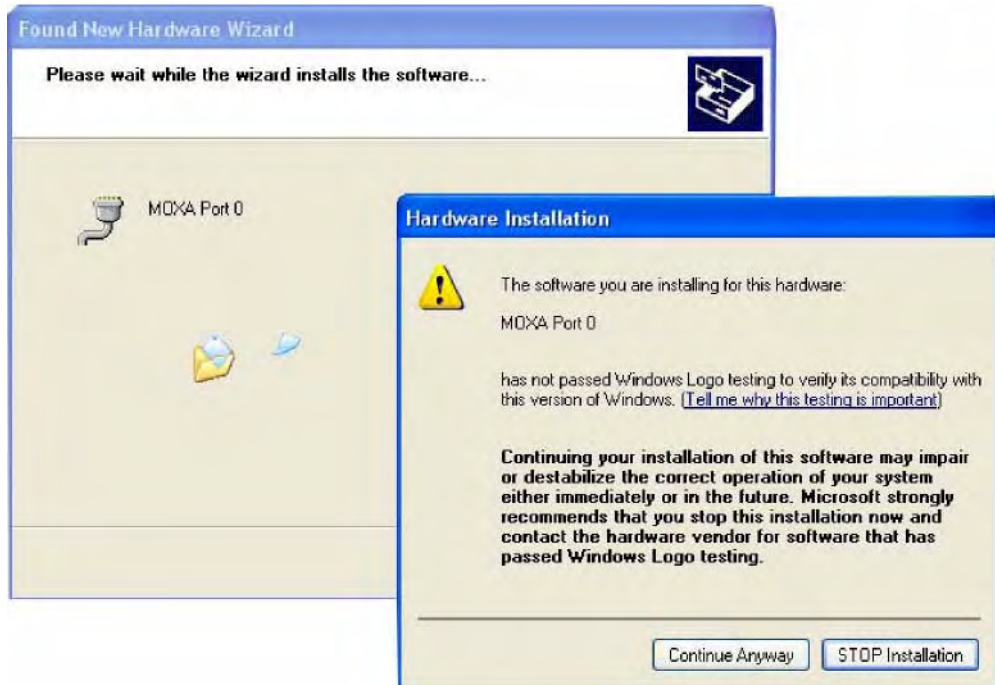 Found New Hardware Wizard
Please wait while the wizard installs the software...
MOXA Port 0
Hardware Installation
The software you are installing for this hardware:
MOXA Port 0
has not passed Windows Logo testing to verify its compatibility with
this version of Windows. (Tell me why this testing is important)
Continuing your installation of this software may impair
or destabilize the correct operation of your system
either immediately or in the future. Microsoft strongly
recommends that you stop this installation now and
contact the hardware vendor for software that has
passed Windows Logo testing.
Continue Anyway
STOP Installation